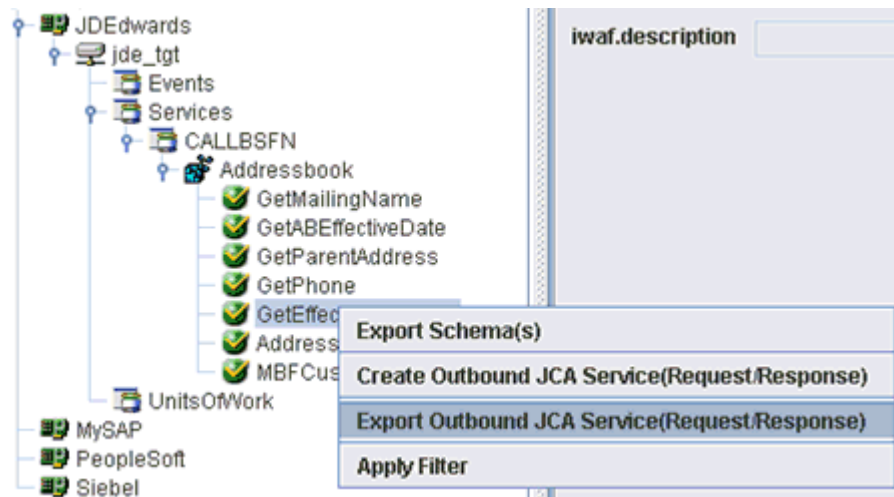 JDEdwards
jde_tgt
Events
Services
CALLBSFN
Addressbook
GetMailingName
GetABEffectiveDate
GetParentAddress
GetPhone
GetEffec
Address
MBFCus
UnitsOfWork
MySAP
PeopleSoft
Siebel
iwaf.description
Export Schema(s)
Create Outbound JCA Service(Request/Response)
Export Outbound JCA Service(Request/Response)
Apply Filter